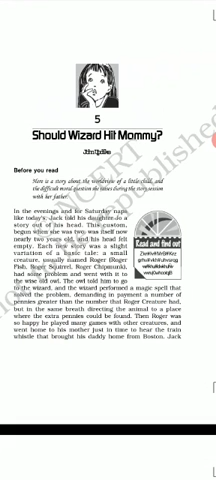 5
Should Wizard Hit Mommy?
John Updike
Before you read
Here is a story about the worldview of a little child, and
the difficult moral question she raises during the story session
with her father.
In the evenings and for Saturday naps
like today's, Jack told his daughter Jo a
story out of his head. This custom,
begun when she was two, was itself now
nearly two years old, and his head felt
empty. Each new story was a slight
variation of a basic tale: a small
creature, usually named Roger (Roger
Fish, Roger Squirrel, Roger Chipmunk),
had some problem and went with it to
the wise old owl. The owl told him to go
to the wizard, and the wizard performed a magic spell that
solved the problem, demanding in payment a number of
pennies greater than the number that Roger Creature had,
but in the same breath directing the animal to a place
where the extra pennies could be found. Then Roger was
so happy he played many games with other creatures, and
went home to his mother just in time to hear the train
whistle that brought his daddy home from Boston. Jack
Read and find out
NCERT
not to be republished